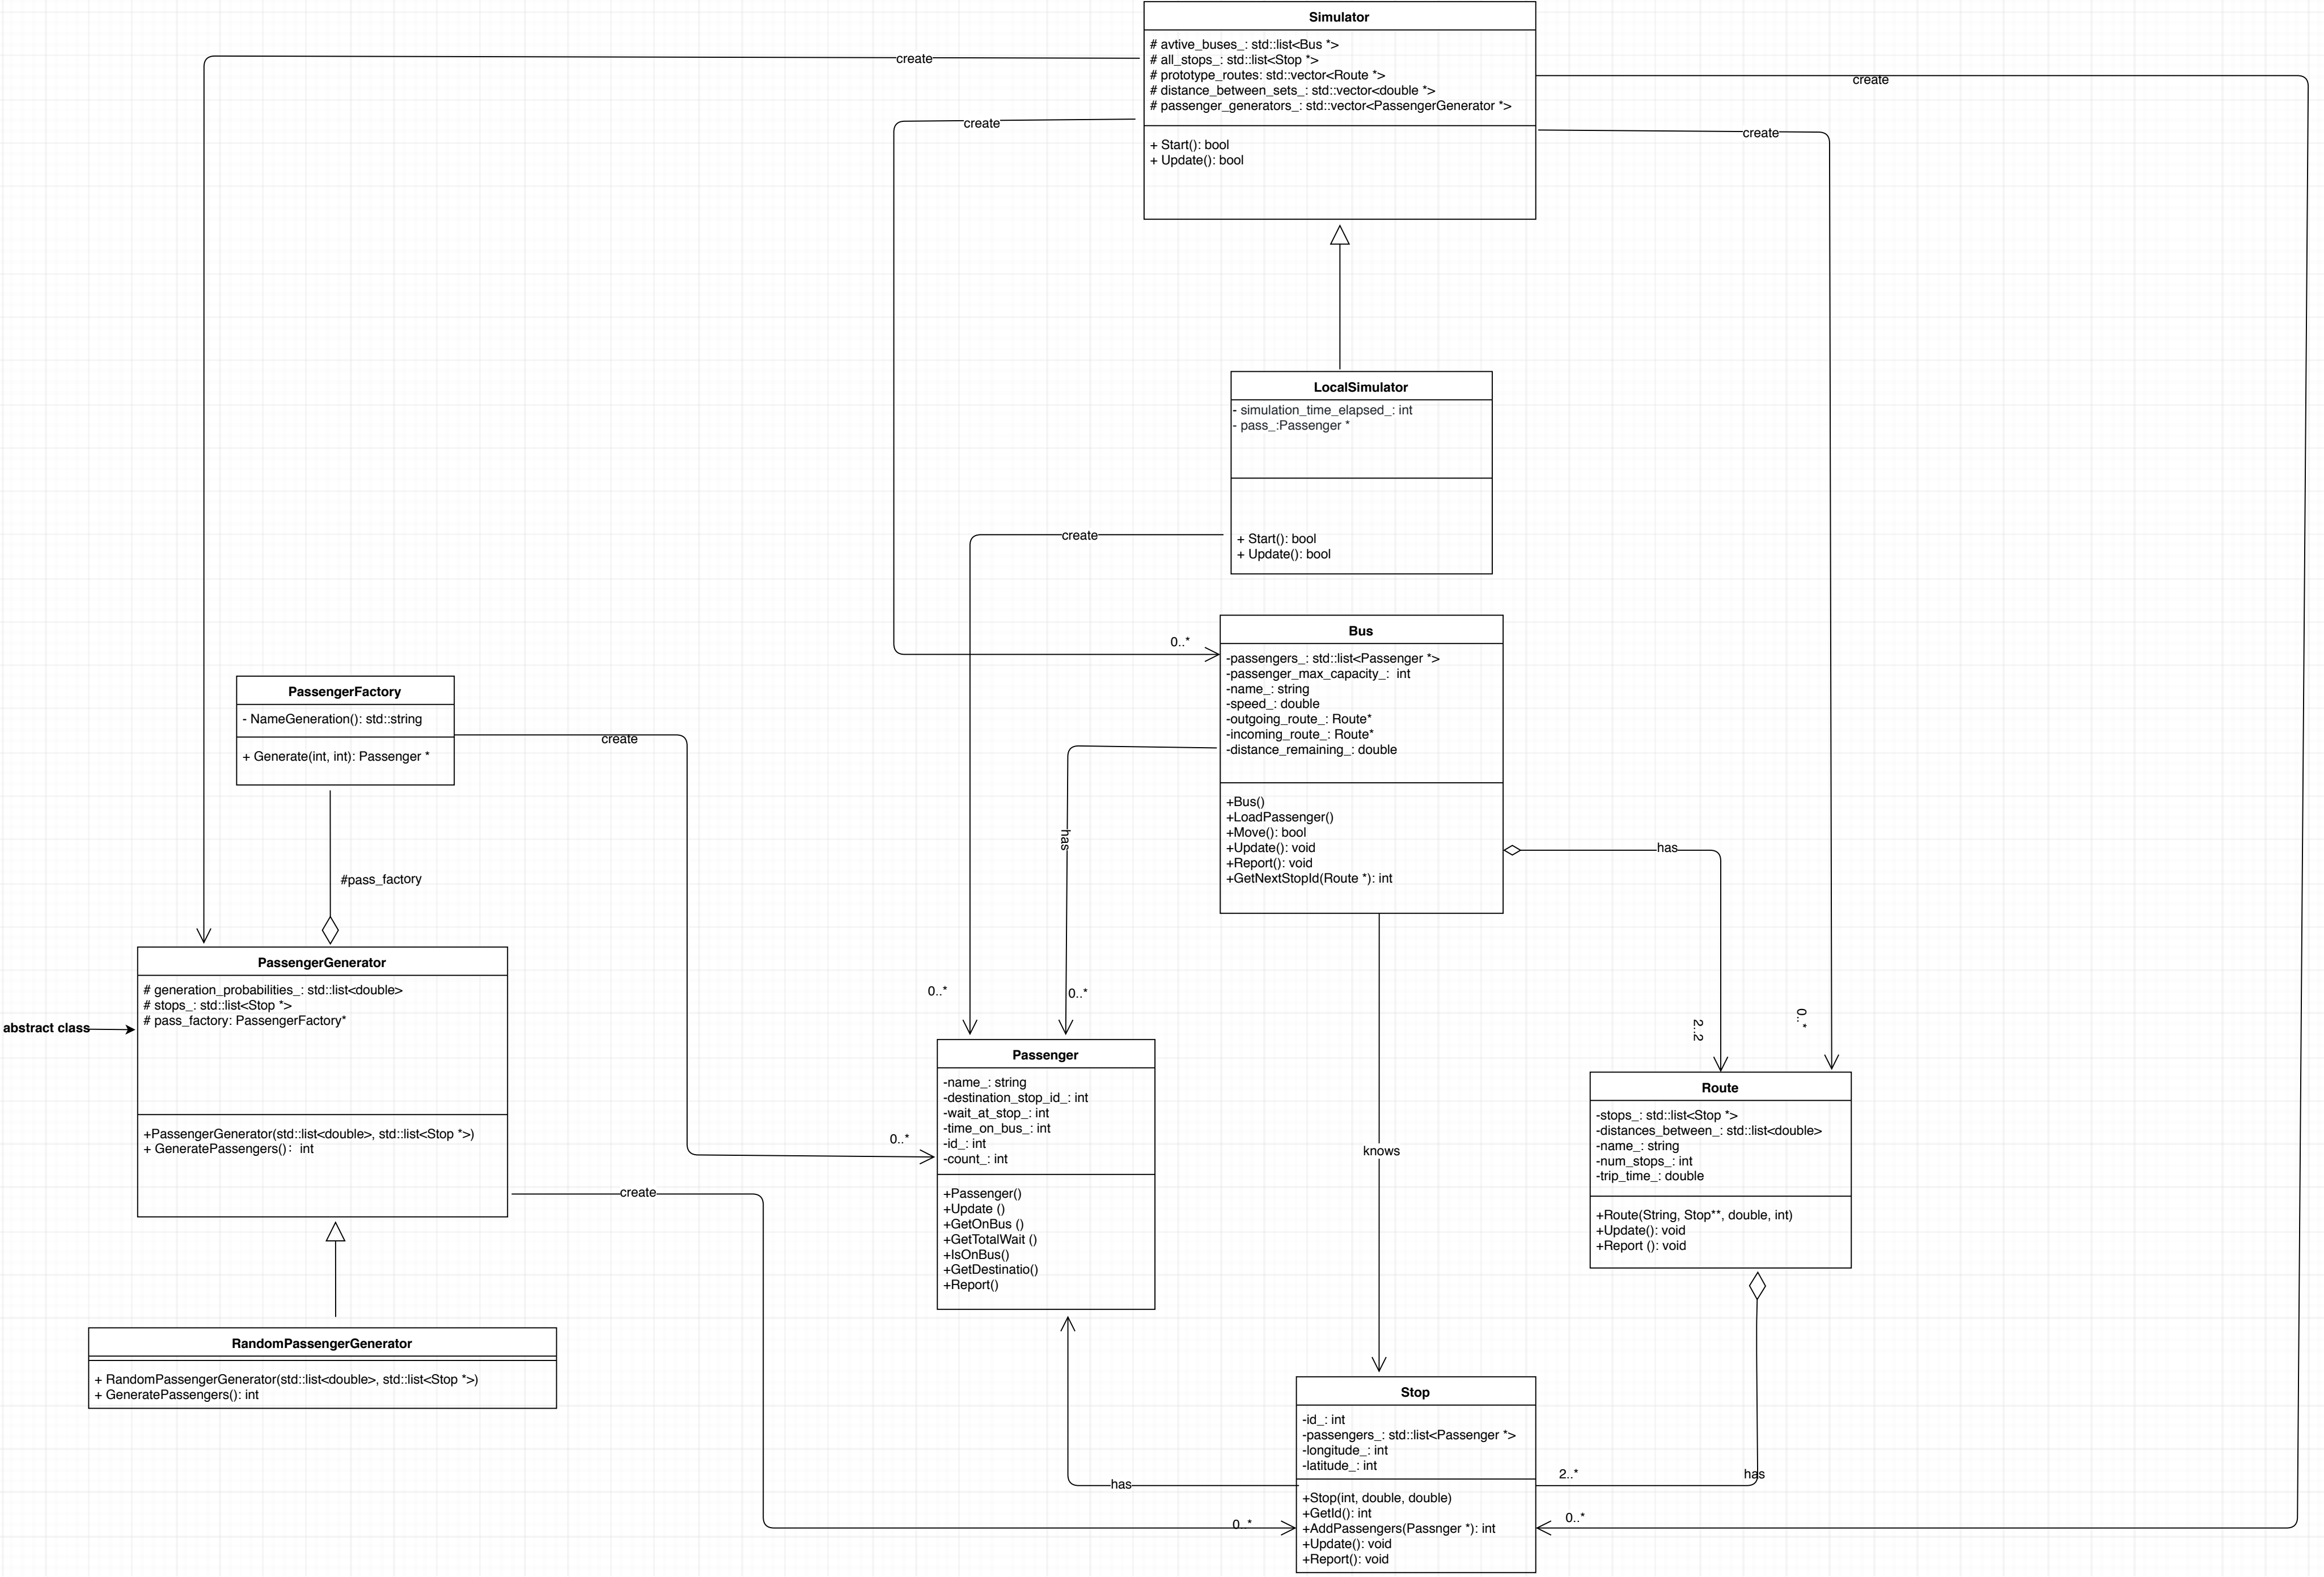 Simulator
# avtive_buses_: std::list<Bus *>
# all_stops_: std::list<Stop *>
# prototype_routes: std::vector<Route *>
# distance_between_sets_: std::vector<double *>
# passenger_generators_: std::vector<PassengerGenerator *>
+ Start(): bool
+ Update(): bool
create
create
create
create
LocalSimulator
- simulation_time_elapsed_: int
- pass_:Passenger *
+ Start(): bool
+ Update(): bool
create
Bus
-passengers_: std::list<Passenger *>
-passenger_max_capacity_: int
-name_: string
-speed_: double
-outgoing_route_: Route*
-incoming_route_: Route*
-distance_remaining_: double
+Bus()
+LoadPassenger()
+Move(): bool
+Update(): void
+Report(): void
+GetNextStopId(Route *): int
0..*
PassengerFactory
- NameGeneration(): std::string
+ Generate(int, int): Passenger *
create
#pass_factory
has
has
PassengerGenerator
# generation_probabilities_: std::list<double>
# stops_: std::list<Stop *>
# pass_factory: PassengerFactory*
+PassengerGenerator(std::list<double>, std::list<Stop *>)
+ GeneratePassengers(): int
abstract class
0..*
0..*
2..2
0..*
Passenger
-name_: string
-destination_stop_id_: int
-wait_at_stop_: int
-time_on_bus_: int
-id_: int
-count_: int
+Passenger()
+Update ()
+GetOnBus ()
+GetTotalWait ()
+IsOnBus()
+GetDestinatio()
+Report()
0..*
knows
Route
-stops_: std::list<Stop *>
-distances_between_: std::list<double>
-name_: string
-num_stops_: int
-trip_time_: double
+Route(String, Stop**, double, int)
+Update(): void
+Report (): void
create
RandomPassengerGenerator
+ RandomPassengerGenerator(std::list<double>, std::list<Stop *>)
+ GeneratePassengers(): int
Stop
-id_: int
-passengers_: std::list<Passenger *>
-longitude_: int
-latitude_: int
+Stop(int, double, double)
+GetId(): int
+AddPassengers(Passnger *): int
+Update(): void
+Report(): void
has
2..*
has
0..*
0..*